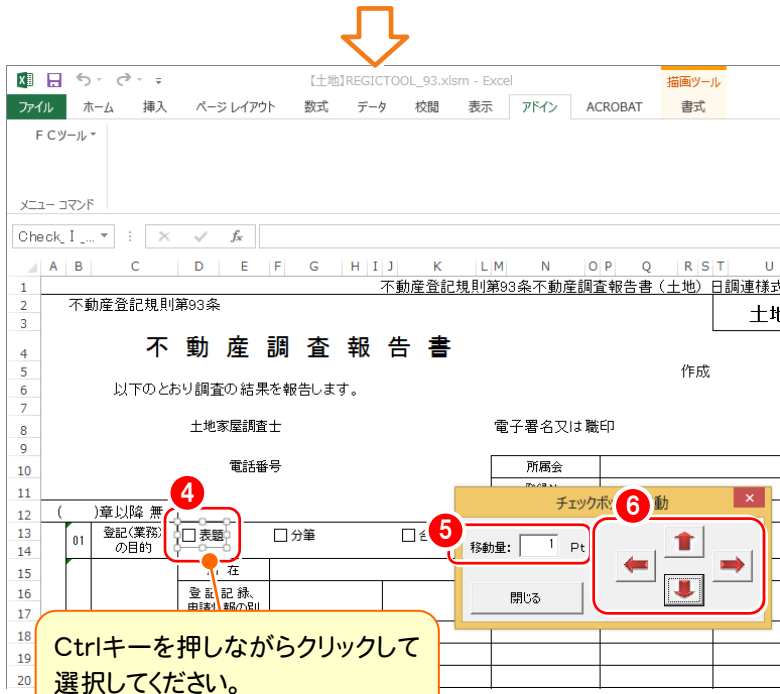 【土地】REGICTOOL_93.xlsm - Excel
描画ツール
ファイル ホーム 挿入 ページ レイアウト 数式 データ 校閲 表示 アドイン ACROBAT 書式
F Cツール
メニュー コマンド
Check_Ⅰ_... fx
A B C D E F G H I J K L M N O P Q R S T U
1 不動産登記規則第93条不動産調査報告書(土地) 日調連様式
2 不動産登記規則第93条
土地
3
4 不動産調査報告書
5 作成
6 以下のとおり調査の結果を報告します。
7
8 土地家屋調査士 電子署名又は職印
9
10 電話番号 所属会
11
12 ( )章以降 無
13 01 登記(業務) の目的 表題 分筆
14
15 在
16 登記記録、
17
18
19
20
4
5
6
チェックボ 動
移動量: 1 Pt
閉じる
Ctrlキーを押しながらクリックして
選択してください。